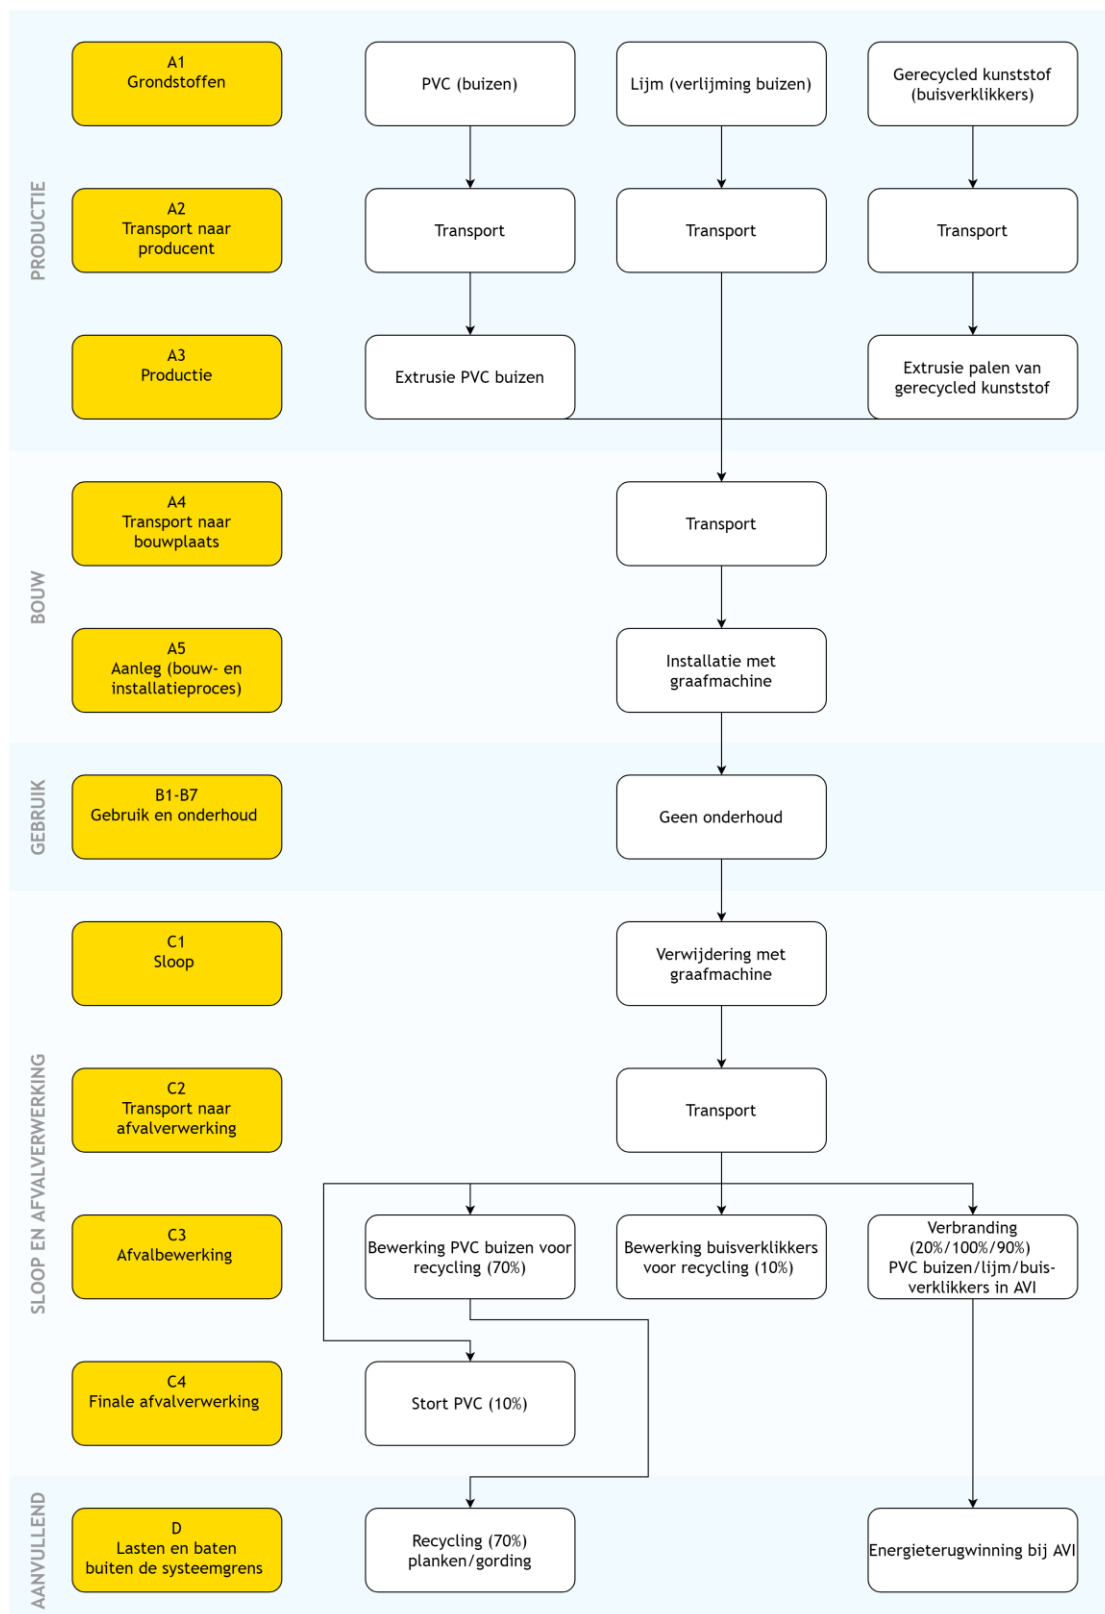 PRODUCTIE
A1
Grondstoffen
PVC (buizen)
Lijm (verlijming buizen)
Gerecycled kunststof
(buisverklikkers)
A2
Transport naar
producent
Transport
Transport
Transport
A3
Productie
Extrusie PVC buizen
Extrusie palen van
gerecycled kunststof
BOUW
A4
Transport naar
bouwplaats
Transport
A5
Aanleg (bouw- en
installatieproces)
Installatie met
graafmachine
GEBRUIK
B1-B7
Gebruik en onderhoud
Geen onderhoud
SLOOP EN AFVALVERWERKING
C1
Sloop
Verwijdering met
graafmachine
C2
Transport naar
afvalverwerking
Transport
C3
Afvalbewerking
Bewerking PVC buizen voor
recycling (70%)
Bewerking buisverklikkers
voor recycling (10%)
Verbranding
(20%/100%/90%)
PVC buizen/lijm/buis-
verklikkers in AVI
C4
Finale afvalverwerking
Stort PVC (10%)
AANVULLEND
D
Lasten en baten
buiten de systeemgrens
Recycling (70%)
planken/gording
Energieterugwinning bij AVI